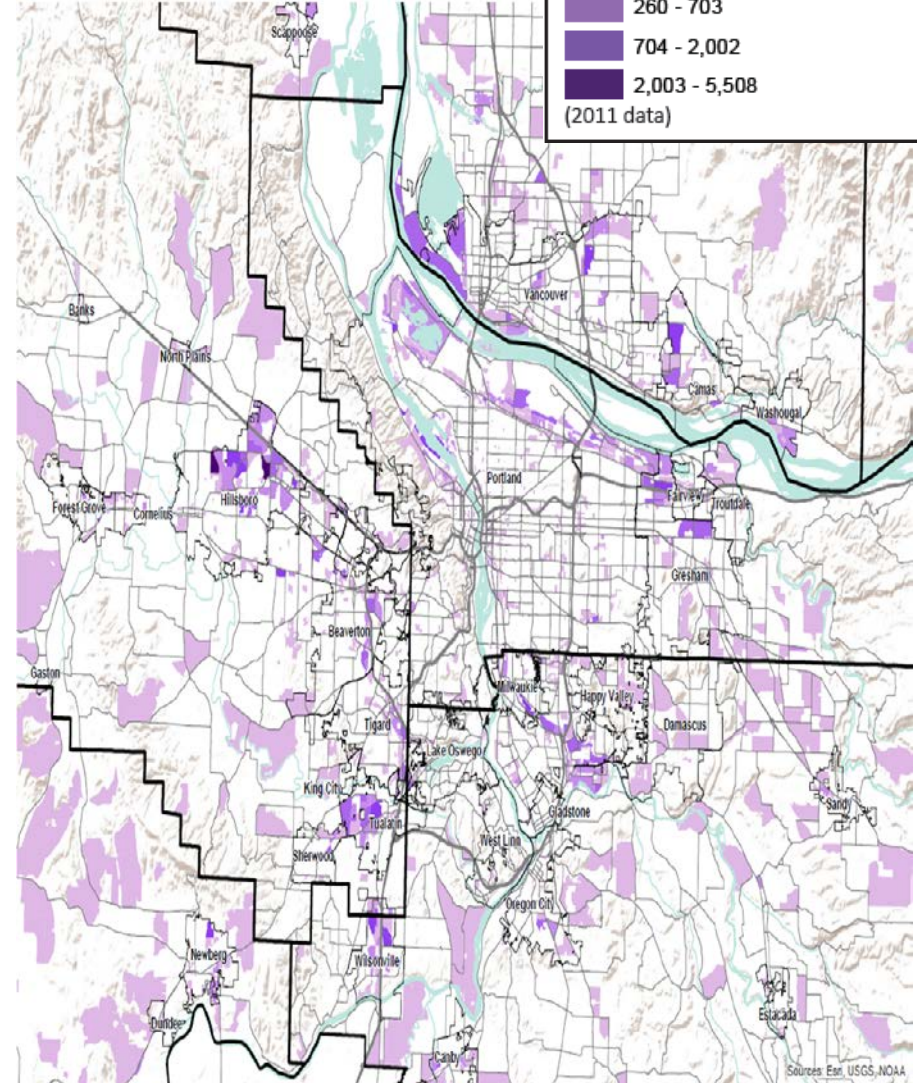 260 - 703
704 - 2,002
2,003 - 5,508
(2011 data)
Scappoose
Vancouver
Banks
North Plains
Camas
Washougal
Portland
Hillsboro
Forest Grove
Cornelius
Fairview
Troutdale
Gresham
Beaverton
Gaston
Milwaukie
Happy Valley
Tigard
Damascus
Lake Oswego
King City
Sandy
Gladstone
Tualatin
West Linn
Sherwood
Oregon City
Newberg
Wilsonville
Dundee
Estacada
Canby
Sources: Esri, USGS, NOAA